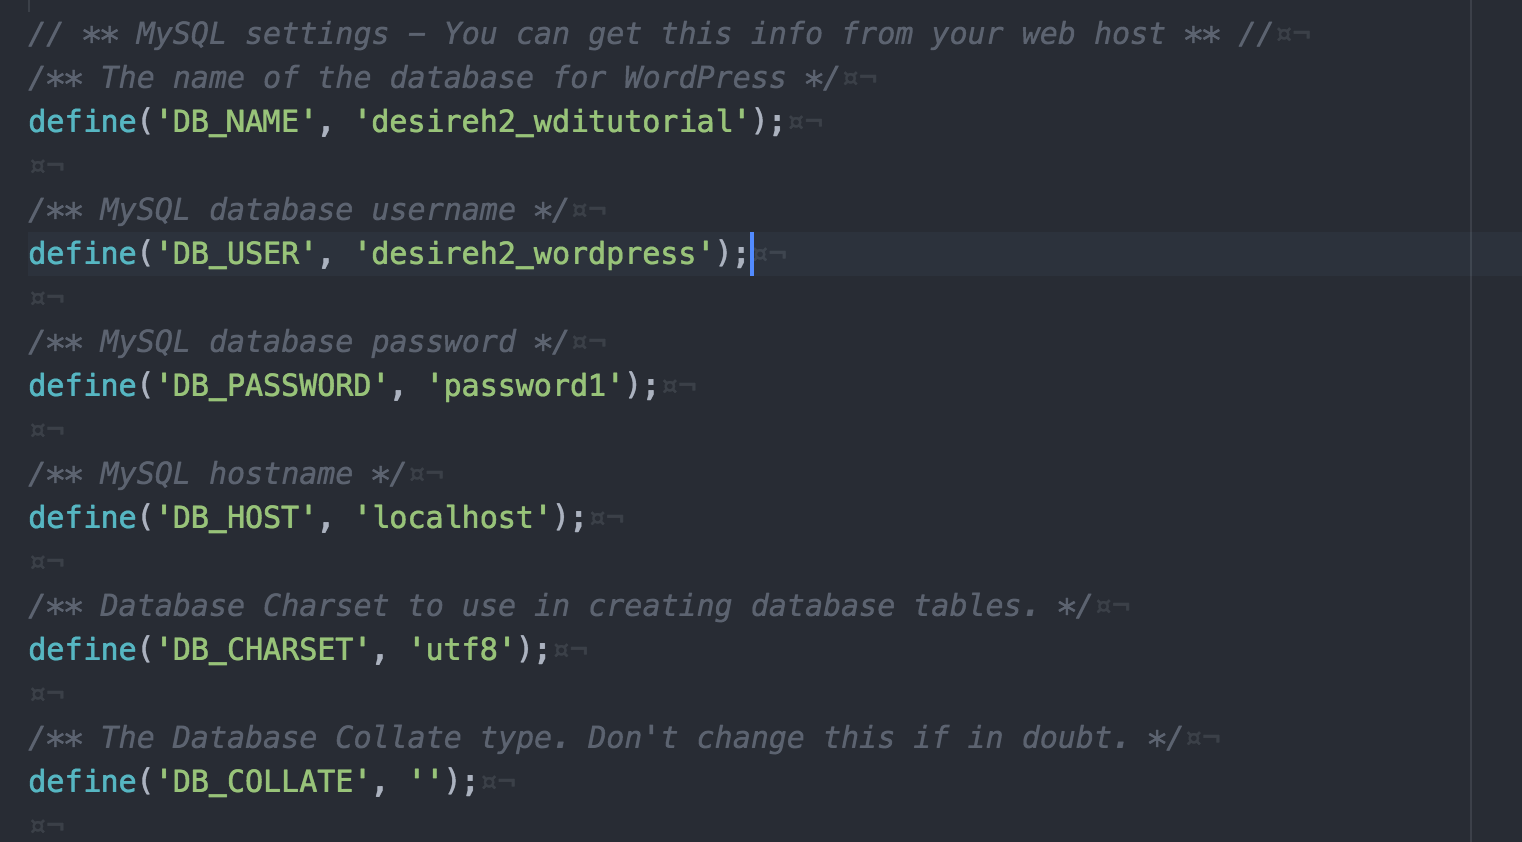 // ** MySQL settings - You can get this info from your web host ** //¤¬
/** The name of the database for WordPress */¤¬
define('DB_NAME', 'desireh2_wditutorial');¤¬
¤¬
/** MySQL database username */¤¬
define('DB_USER', 'desireh2_wordpress');¤¬
¤¬
/** MySQL database password */¤¬
define('DB_PASSWORD', 'password1');¤¬
¤¬
/** MySQL hostname */¤¬
define('DB_HOST', 'localhost');¤¬
¤¬
/** Database Charset to use in creating database tables. */¤¬
define('DB_CHARSET', 'utf8');¤¬
¤¬
/** The Database Collate type. Don't change this if in doubt. */¤¬
define('DB_COLLATE', '');¤¬
¤¬